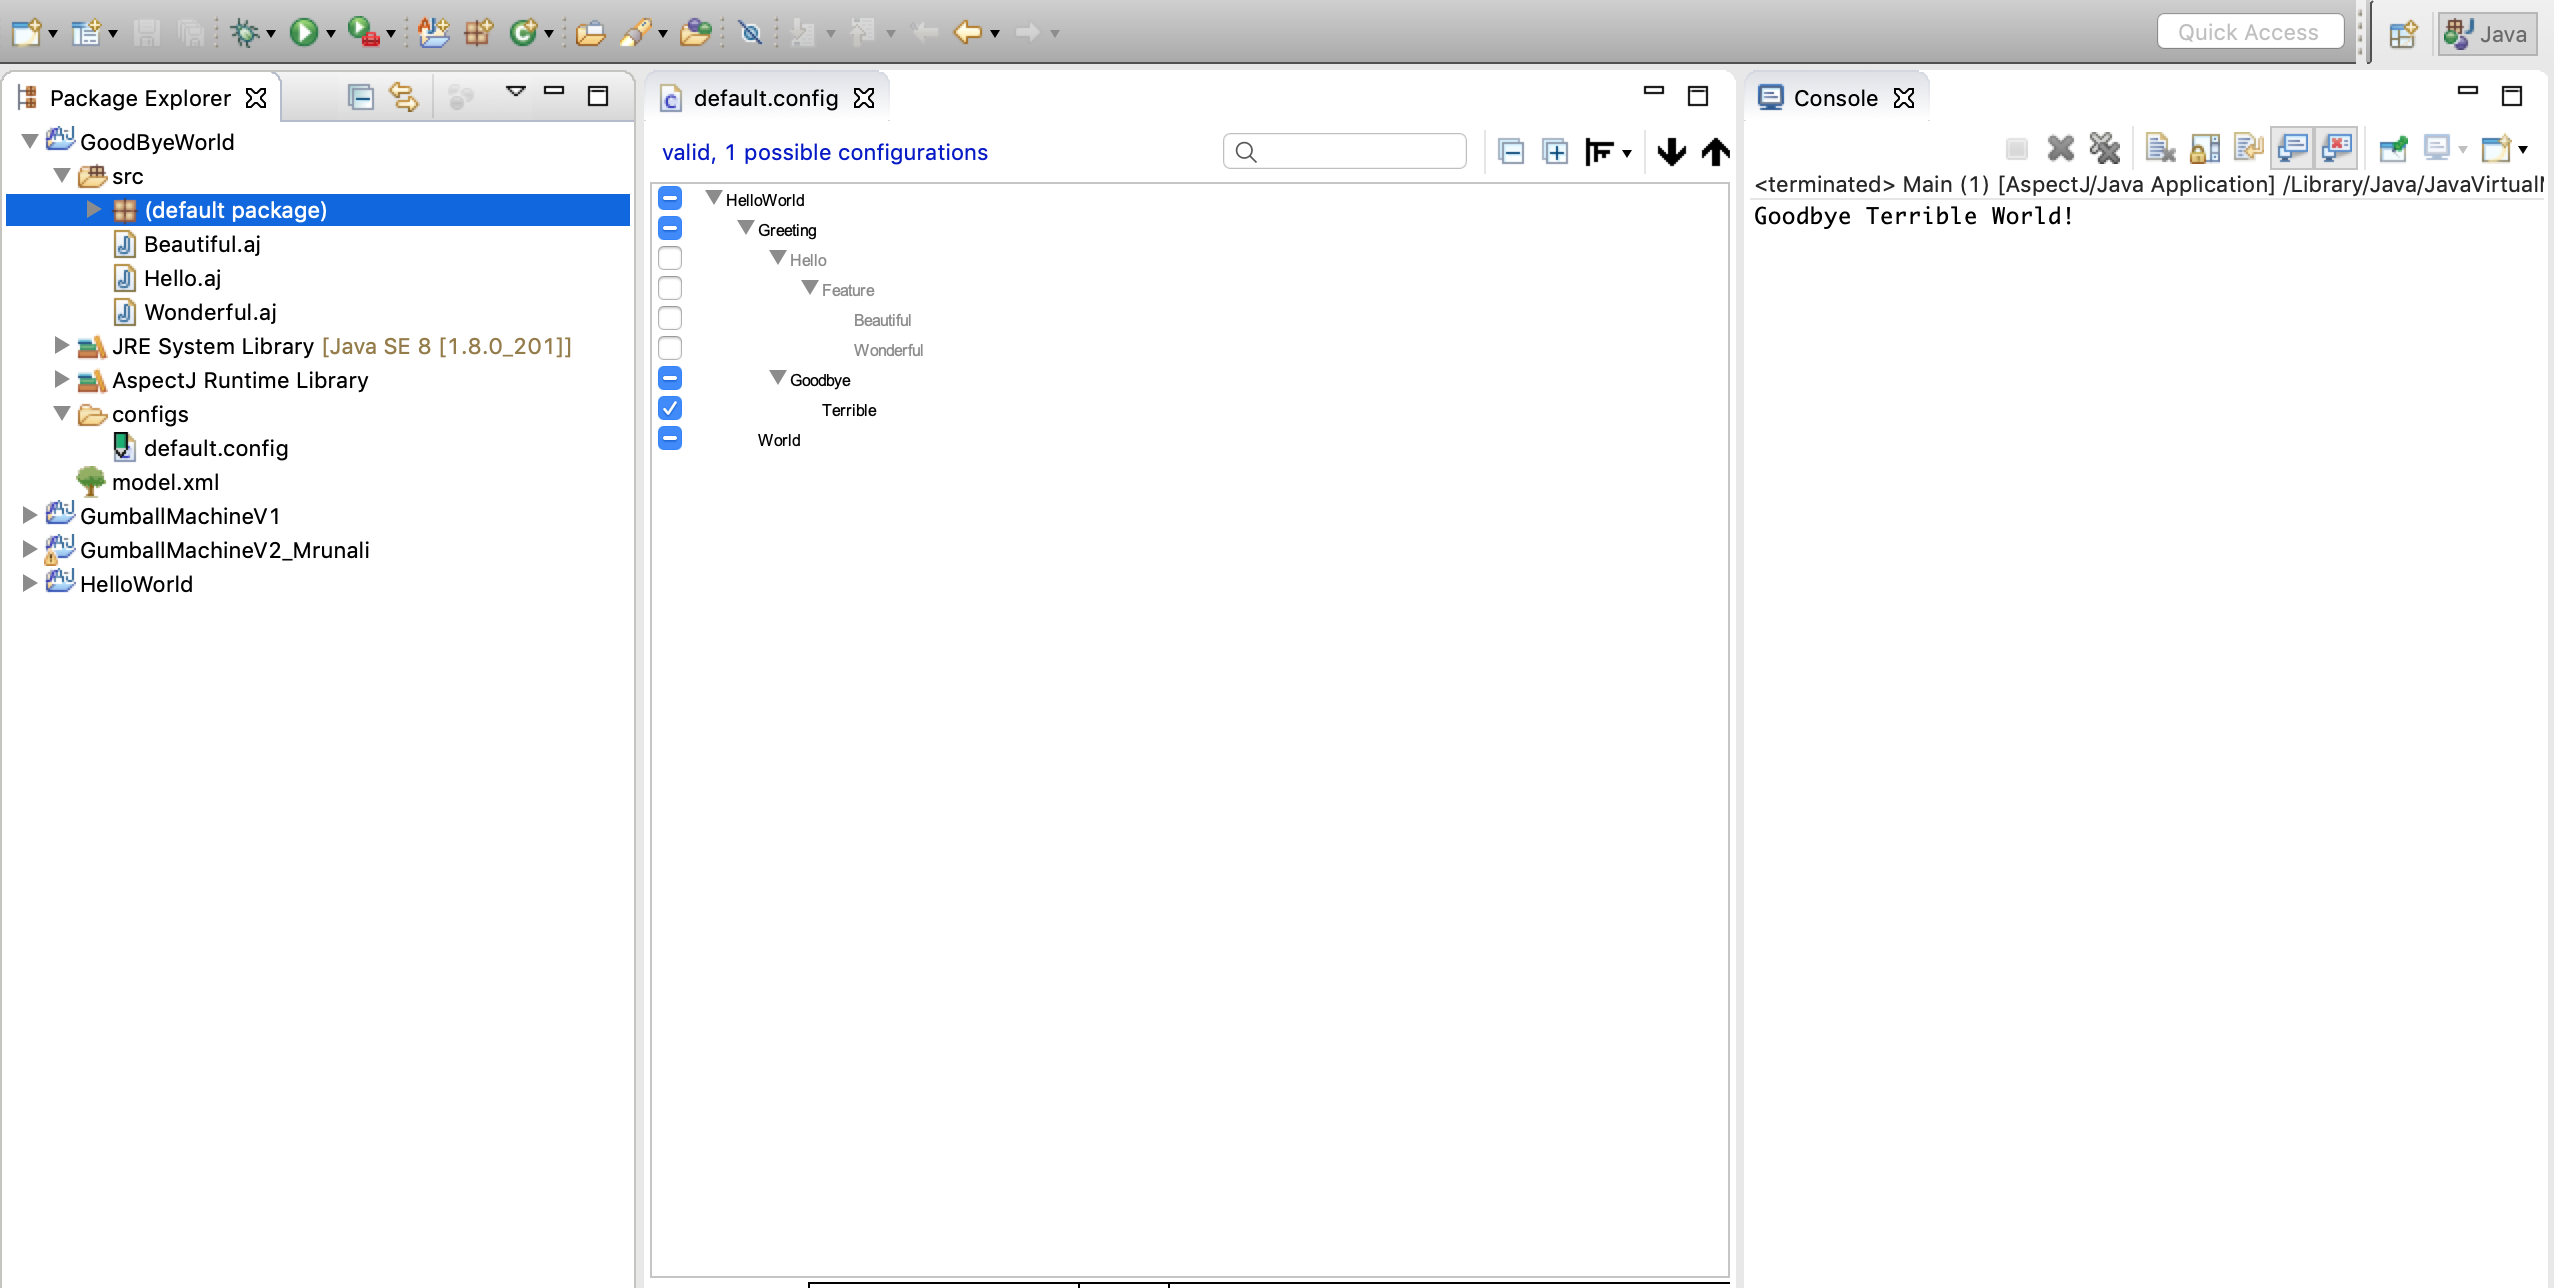 Quick Access
Java
Package Explorer
GoodByeWorld
src
(default package)
Beautiful.aj
Hello.aj
Wonderful.aj
JRE System Library [Java SE 8 [1.8.0_201]]
AspectJ Runtime Library
configs
default.config
model.xml
GumballMachineV1
GumballMachineV2_Mrunali
HelloWorld
default.config
valid, 1 possible configurations
HelloWorld
Greeting
Hello
Feature
Beautiful
Wonderful
Goodbye
Terrible
World
Console
<terminated> Main (1) [AspectJ/Java Application] /Library/Java/JavaVirtual
Goodbye Terrible World!